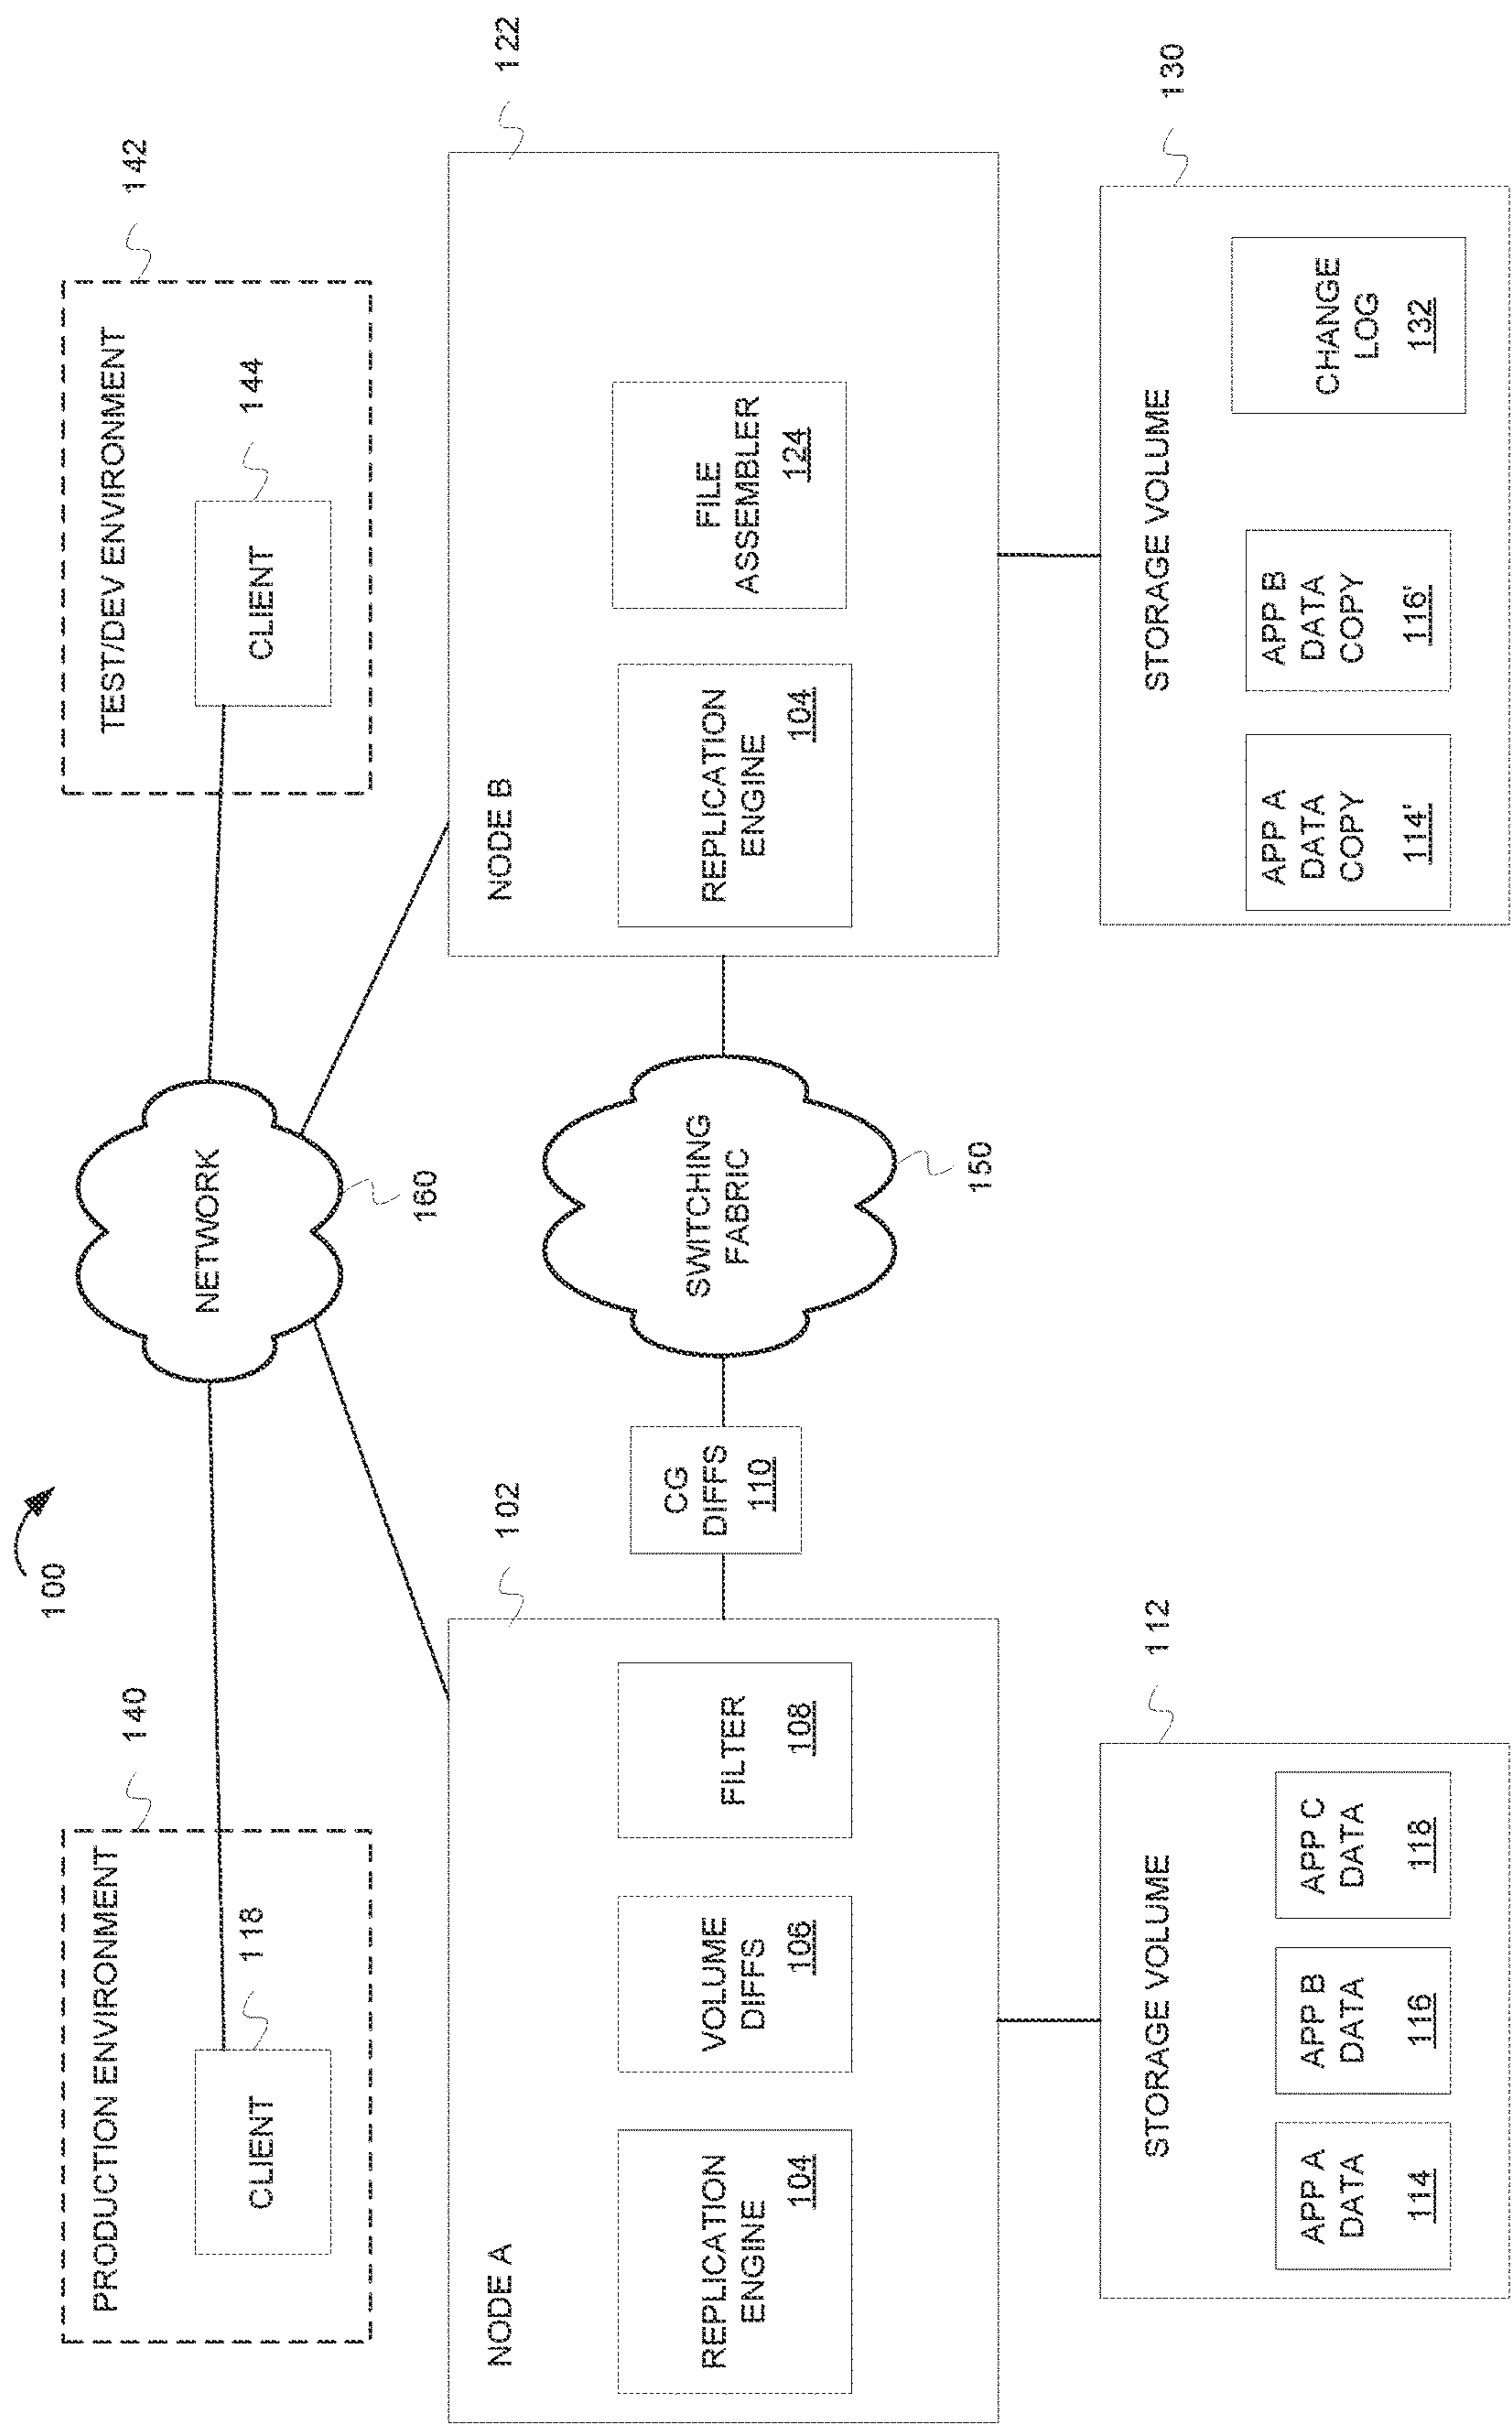 100
PRODUCTION ENVIRONMENT
140
CLIENT
118
NETWORK
160
TEST/DEV ENVIRONMENT
142
CLIENT
144
NODE A
102
REPLICATION
ENGINE
104
VOLUME
DIFFS
106
FILTER
108
CG
DIFFS
110
SWITCHING
FABRIC
150
NODE B
122
REPLICATION
ENGINE
104
FILE
ASSEMBLER
124
STORAGE VOLUME
112
APP A
DATA
114
APP B
DATA
116
APP C
DATA
118
STORAGE VOLUME
130
APP A
DATA
COPY
114'
APP B
DATA
COPY
116'
CHANGE
LOG
132